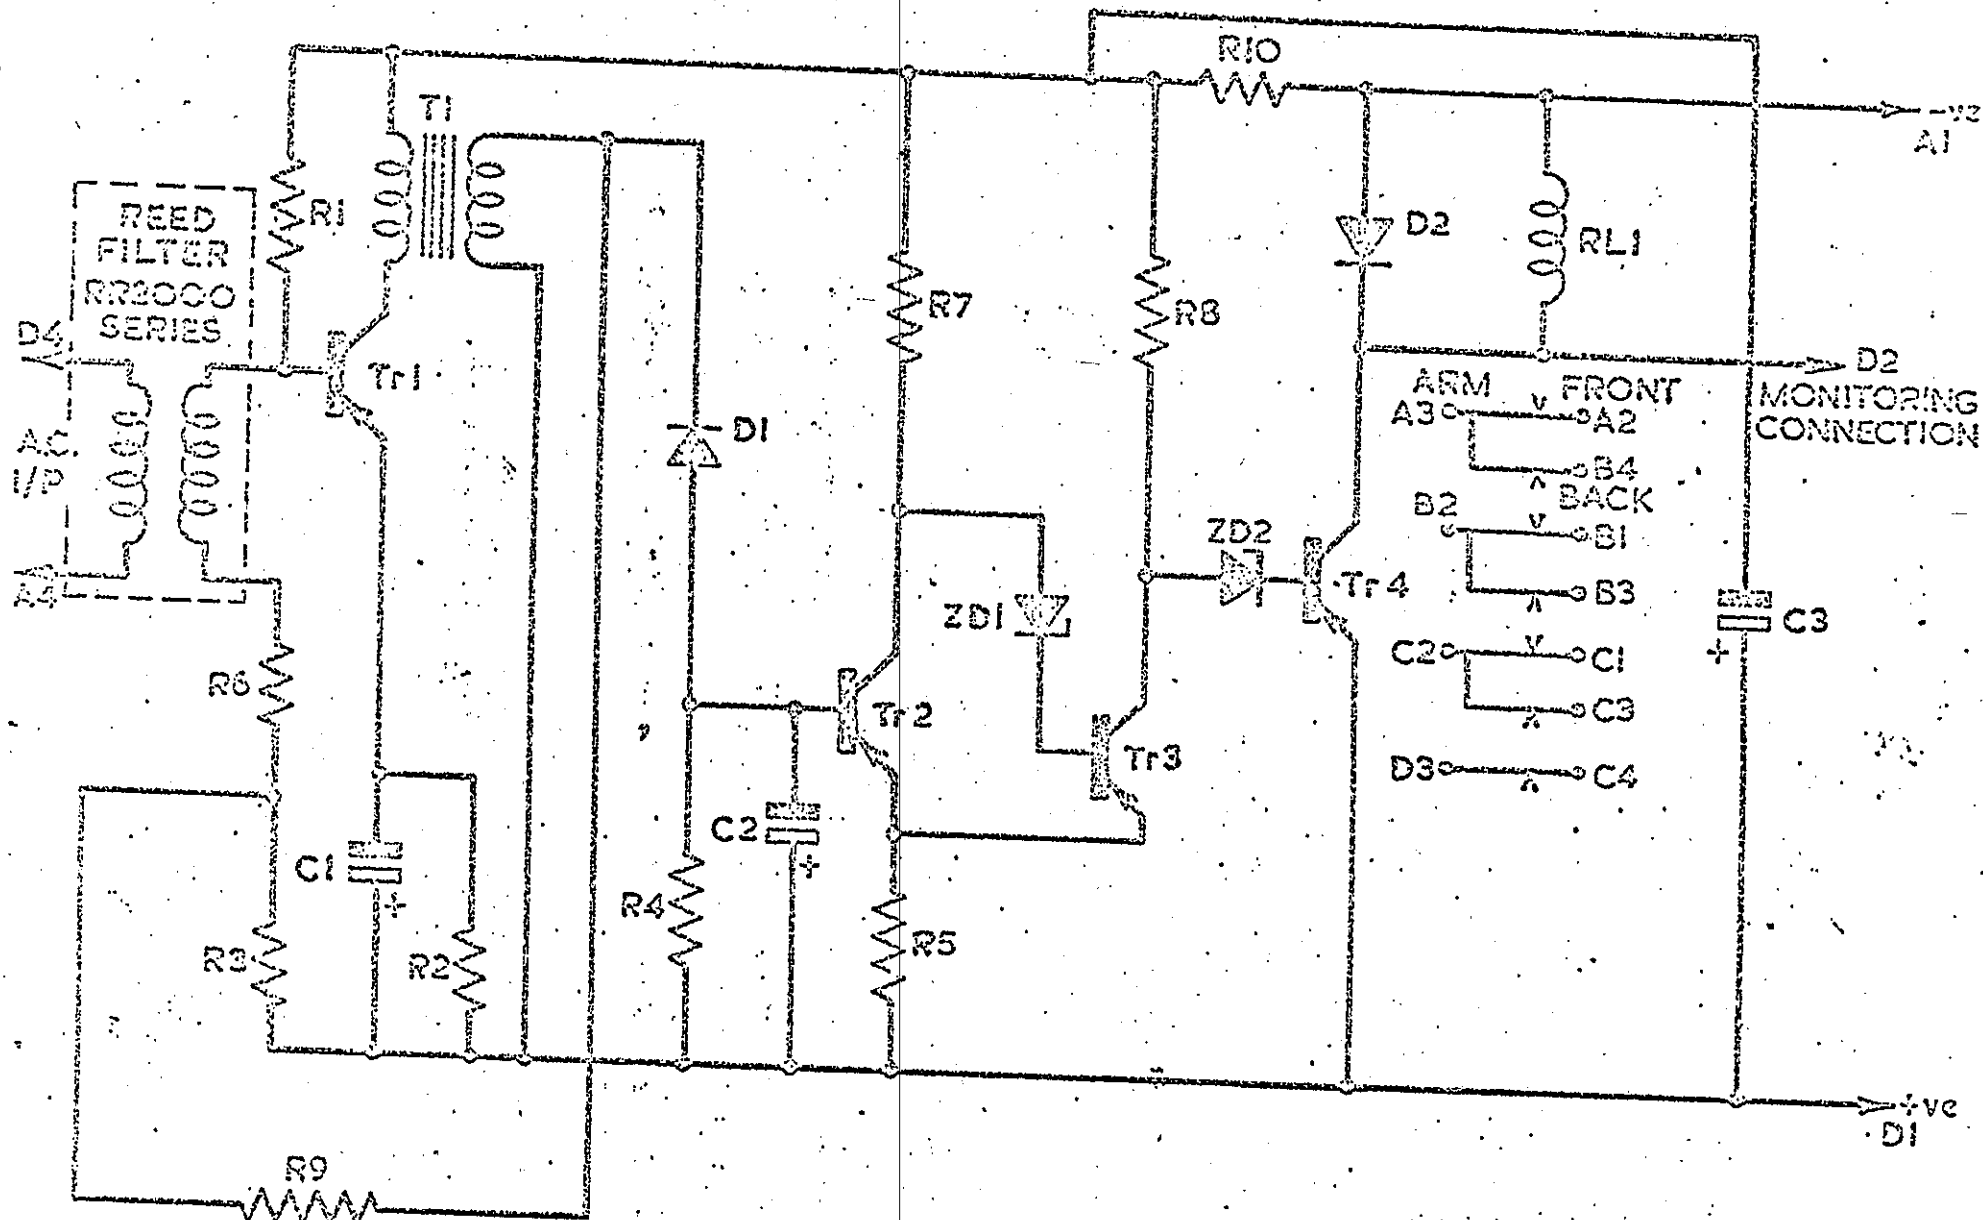 R10
T1
-ve
A1
REED
FILTER
RR2000
SERIES
R1
D2
RL1
R7
R8
D4
Tr1
D2
MONITORING
CONNECTION
ARM
FRONT
A3
A2
A.C.
I/P
D1
B4
BACK
B2
B1
ZD2
Tr4
B3
A4
ZD1
C3
+
C2
C1
R6
Tr2
C3
Tr3
D3
C4
C2
+
C1
+
R4
R3
R2
R5
+ve
D1
R9